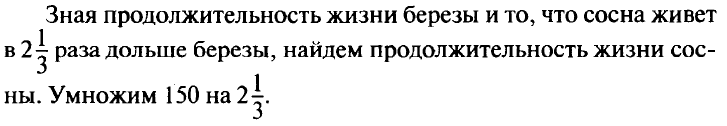 Зная продолжительность жизни березы и то, что сосна живет
в 2 1/3 раза дольше березы, найдем продолжительность жизни сос-
ны. Умножим 150 на 2 1/3.